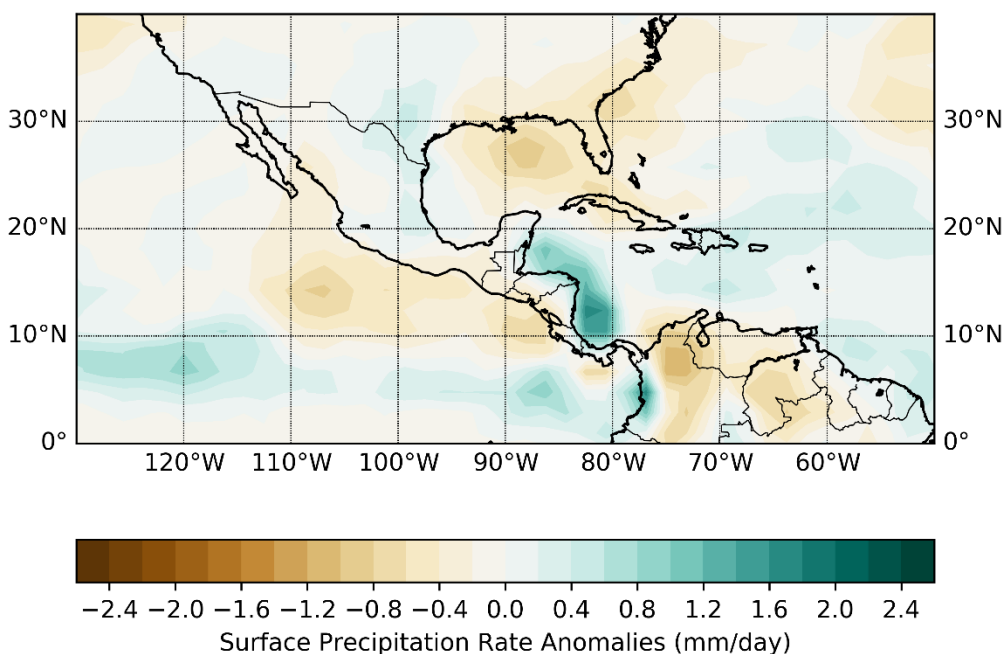 30°N 30°N
20°N 20°N
10°N 10°N
0° 0°
120°W 110°W 100°W 90°W 80°W 70°W 60°W
−2.4 −2.0 −1.6 −1.2 −0.8 −0.4 0.0 0.4 0.8 1.2 1.6 2.0 2.4
Surface Precipitation Rate Anomalies (mm/day)